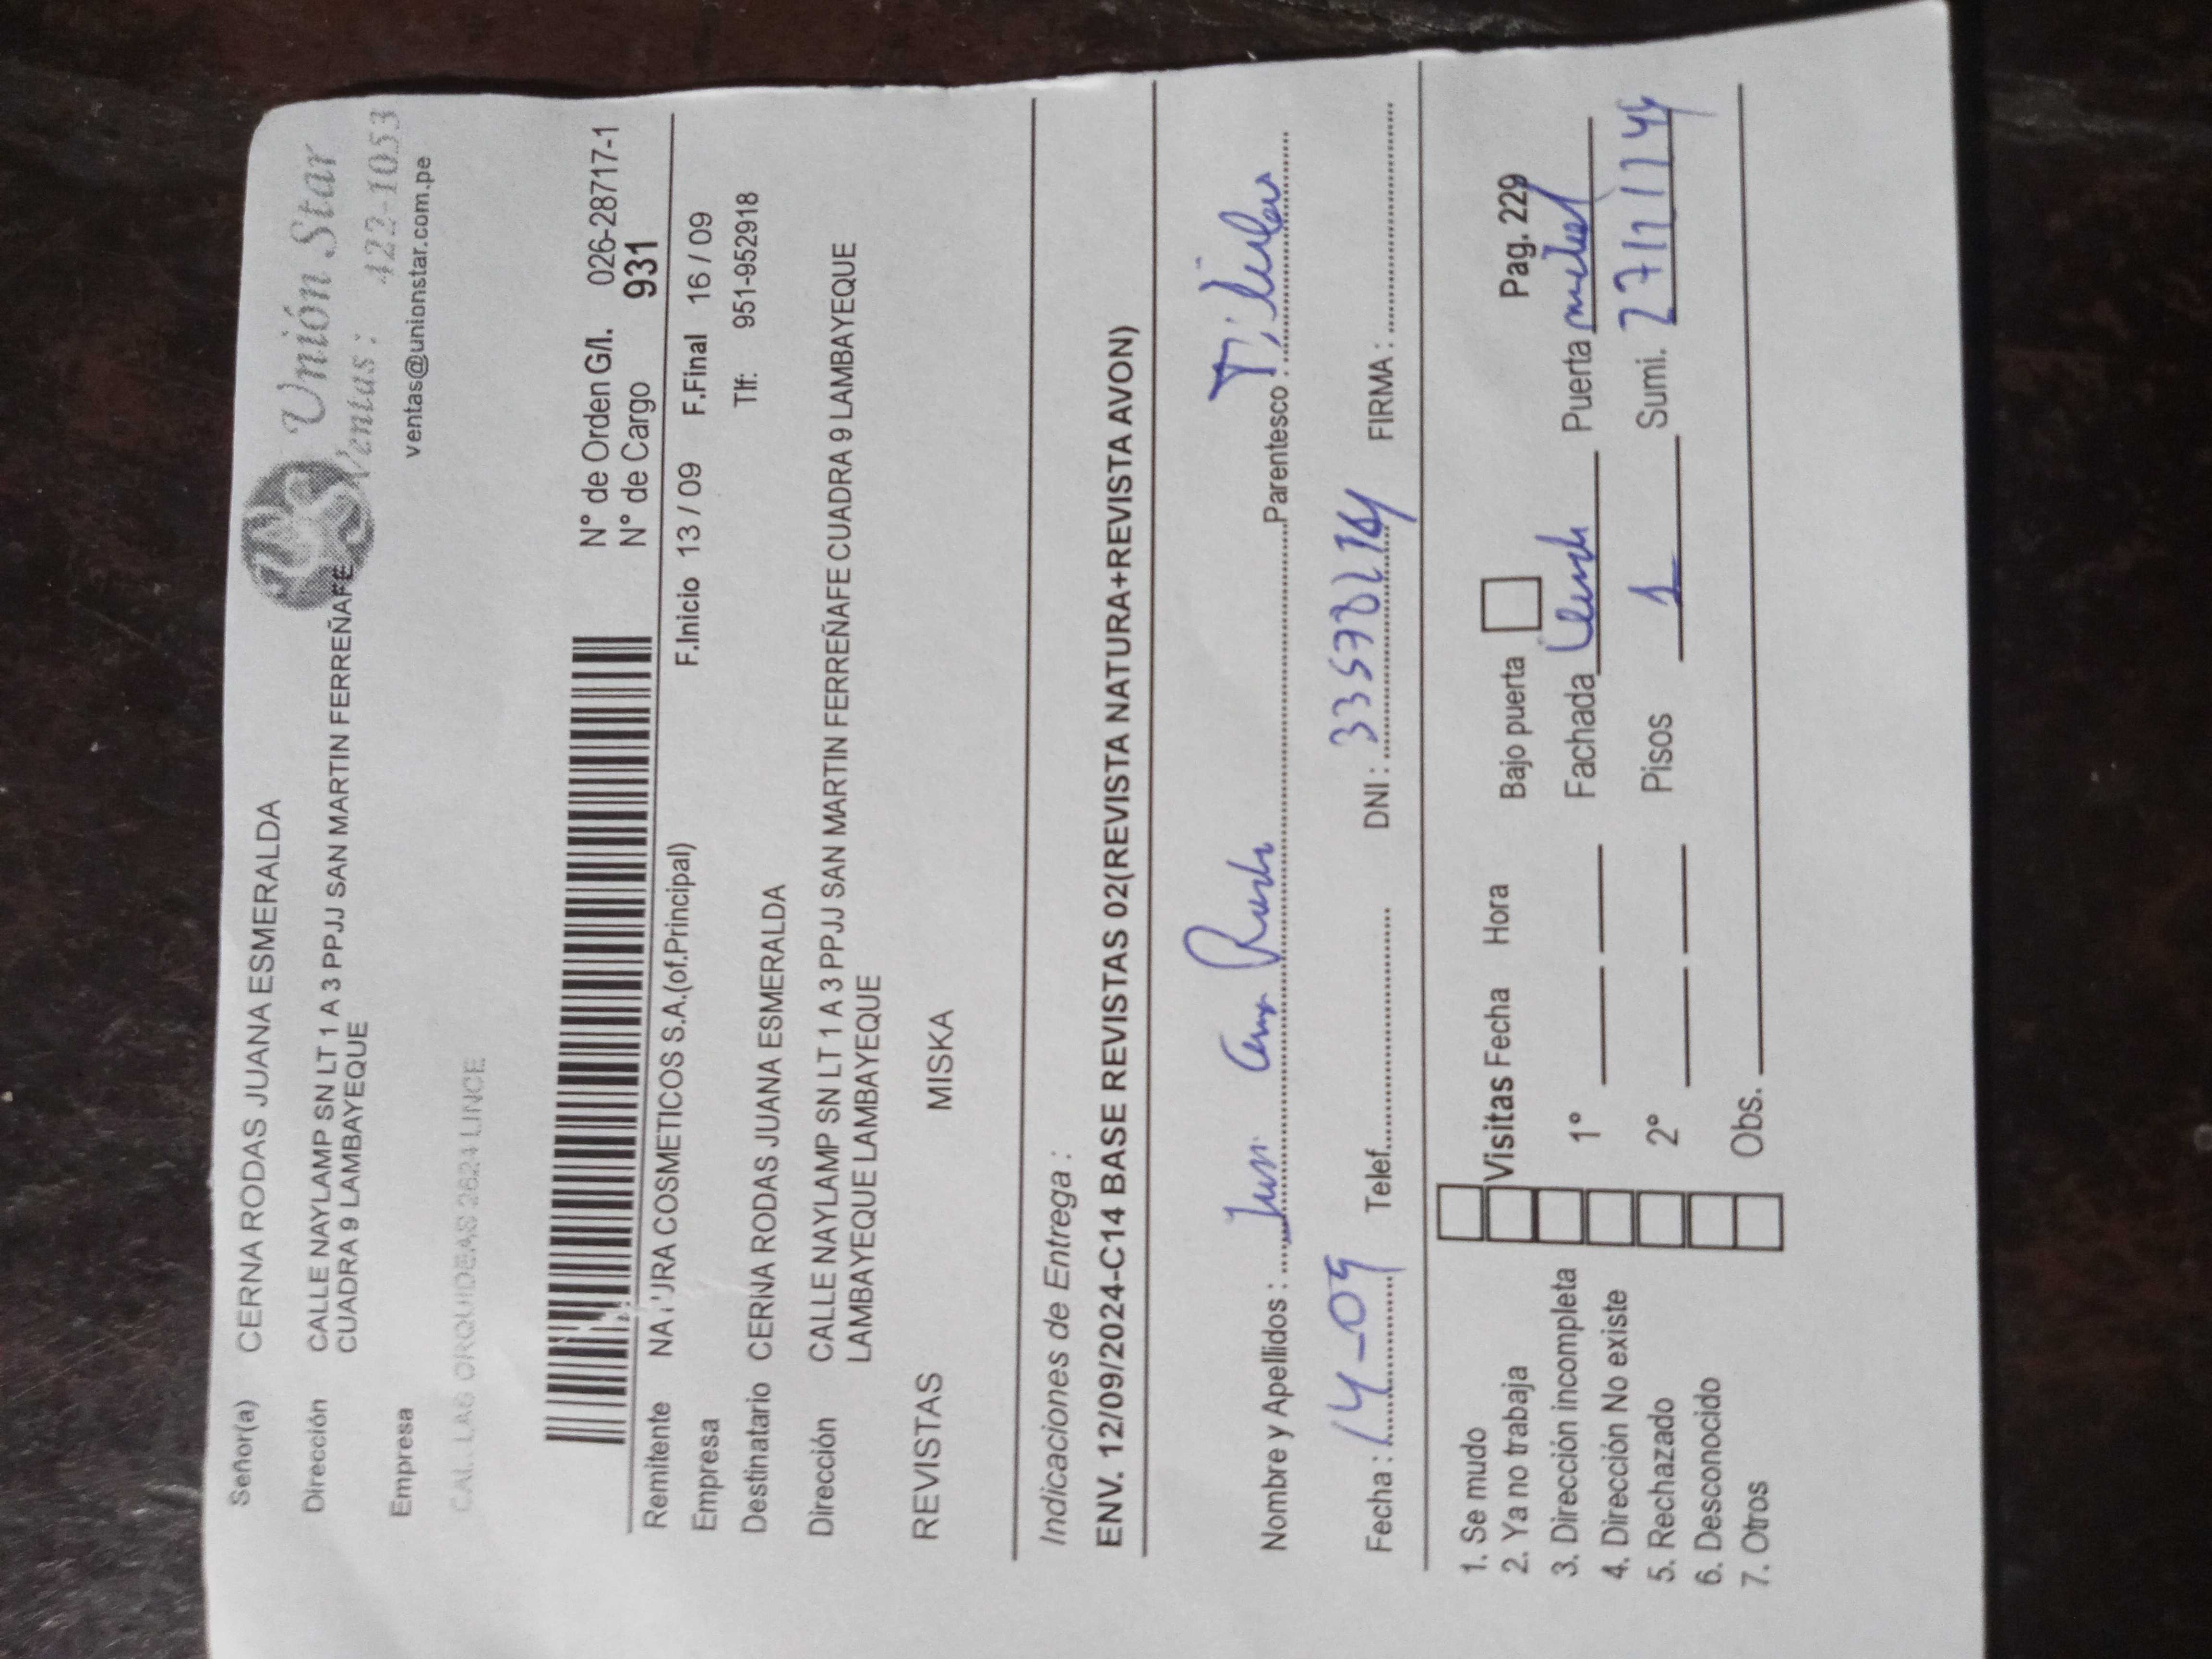 Unión Star
Ventas: 422-1053
ventas@unionstar.com.pe
Señor(a) CERNA RODAS JUANA ESMERALDA
Dirección CALLE NAYLAMP SN LT 1 A 3 PPJJ SAN MARTIN FERREÑAFE
CUADRA 9 LAMBAYEQUE
Empresa
CAL. LAS ORQUIDEAS 2624 LINCE
N° de Orden G/I. 026-28717-1
N° de Cargo 931
Remitente NATURA COSMETICOS S.A.(of.Principal) F.Inicio 13 / 09 F.Final 16 / 09
Empresa
Destinatario CERNA RODAS JUANA ESMERALDA Tlf: 951-952918
Dirección CALLE NAYLAMP SN LT 1 A 3 PPJJ SAN MARTIN FERREÑAFE CUADRA 9 LAMBAYEQUE
LAMBAYEQUE LAMBAYEQUE
REVISTAS MISKA
Indicaciones de Entrega :
ENV. 12/09/2024-C14 BASE REVISTAS 02(REVISTA NATURA+REVISTA AVON)
Nombre y Apellidos : Parentesco : Titular
Fecha : 14-09 Telef. DNI : FIRMA :
1. Se mudo
2. Ya no trabaja
3. Dirección incompleta
4. Dirección No existe
5. Rechazado
6. Desconocido
7. Otros
Visitas Fecha Hora Bajo puerta Pag. 229
1° Fachada Puerta
2° Pisos 1 Sumi.
Obs.